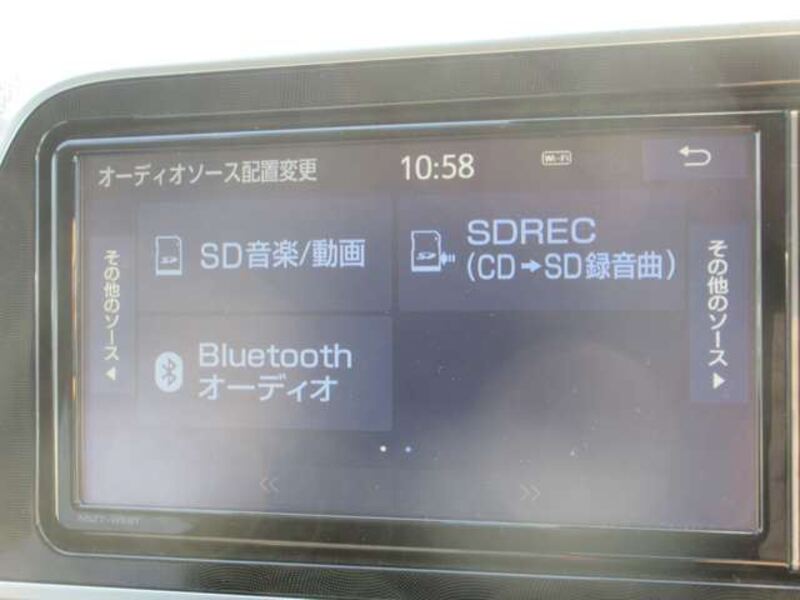 オーディオソース配置変更
10:58
Wi-Fi
その他のソース◀
SD
SD音楽/動画
SD
SDREC
(CD➡SD録音曲)
その他のソース▶
Bluetooth
オーディオ